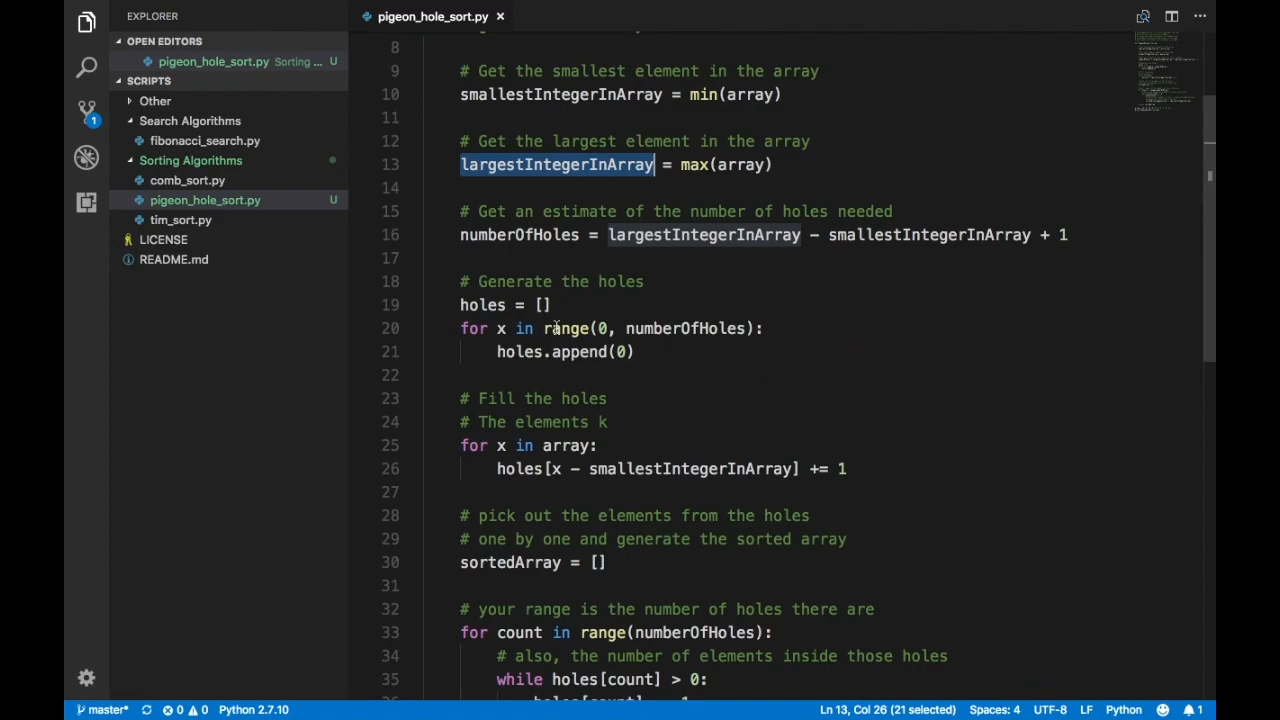 EXPLORER
OPEN EDITORS
pigeon_hole_sort.py Sorting ... U
SCRIPTS
Other
Search Algorithms
fibonacci_search.py
Sorting Algorithms
comb_sort.py
pigeon_hole_sort.py U
tim_sort.py
LICENSE
README.md
1
pigeon_hole_sort.py ×
8
9 # Get the smallest element in the array
10 smallestIntegerInArray = min(array)
11
12 # Get the largest element in the array
13 largestIntegerInArray = max(array)
14
15 # Get an estimate of the number of holes needed
16 numberOfHoles = largestIntegerInArray - smallestIntegerInArray + 1
17
18 # Generate the holes
19 holes = []
20 for x in range(0, numberOfHoles):
21 holes.append(0)
22
23 # Fill the holes
24 # The elements k
25 for x in array:
26 holes[x - smallestIntegerInArray] += 1
27
28 # pick out the elements from the holes
29 # one by one and generate the sorted array
30 sortedArray = []
31
32 # your range is the number of holes there are
33 for count in range(numberOfHoles):
34 # also, the number of elements inside those holes
35 while holes[count] > 0:
master* 0 0 Python 2.7.10 Ln 13, Col 26 (21 selected) Spaces: 4 UTF-8 LF Python 1